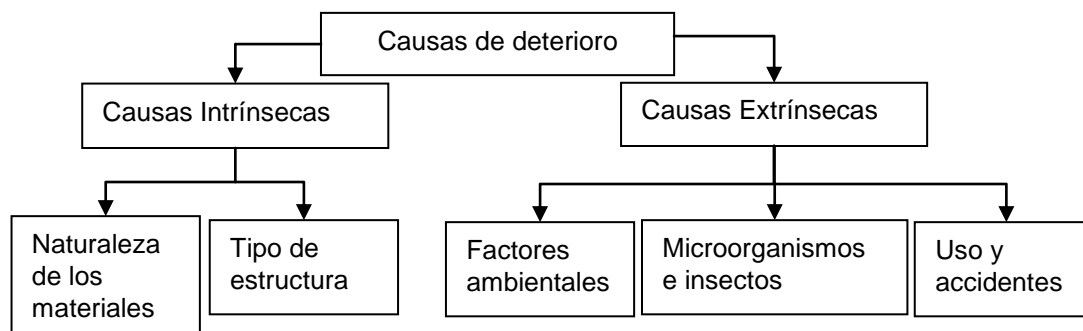 Causas de deterioro
Causas Intrínsecas
Causas Extrínsecas
Naturaleza
de los
materiales
Tipo de
estructura
Factores
ambientales
Microorganismos
e insectos
Uso y
accidentes